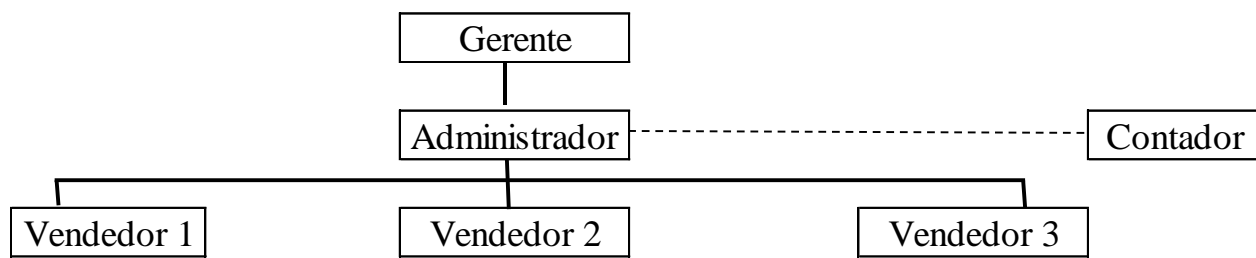 Gerente
Administrador
Contador
Vendedor 1
Vendedor 2
Vendedor 3